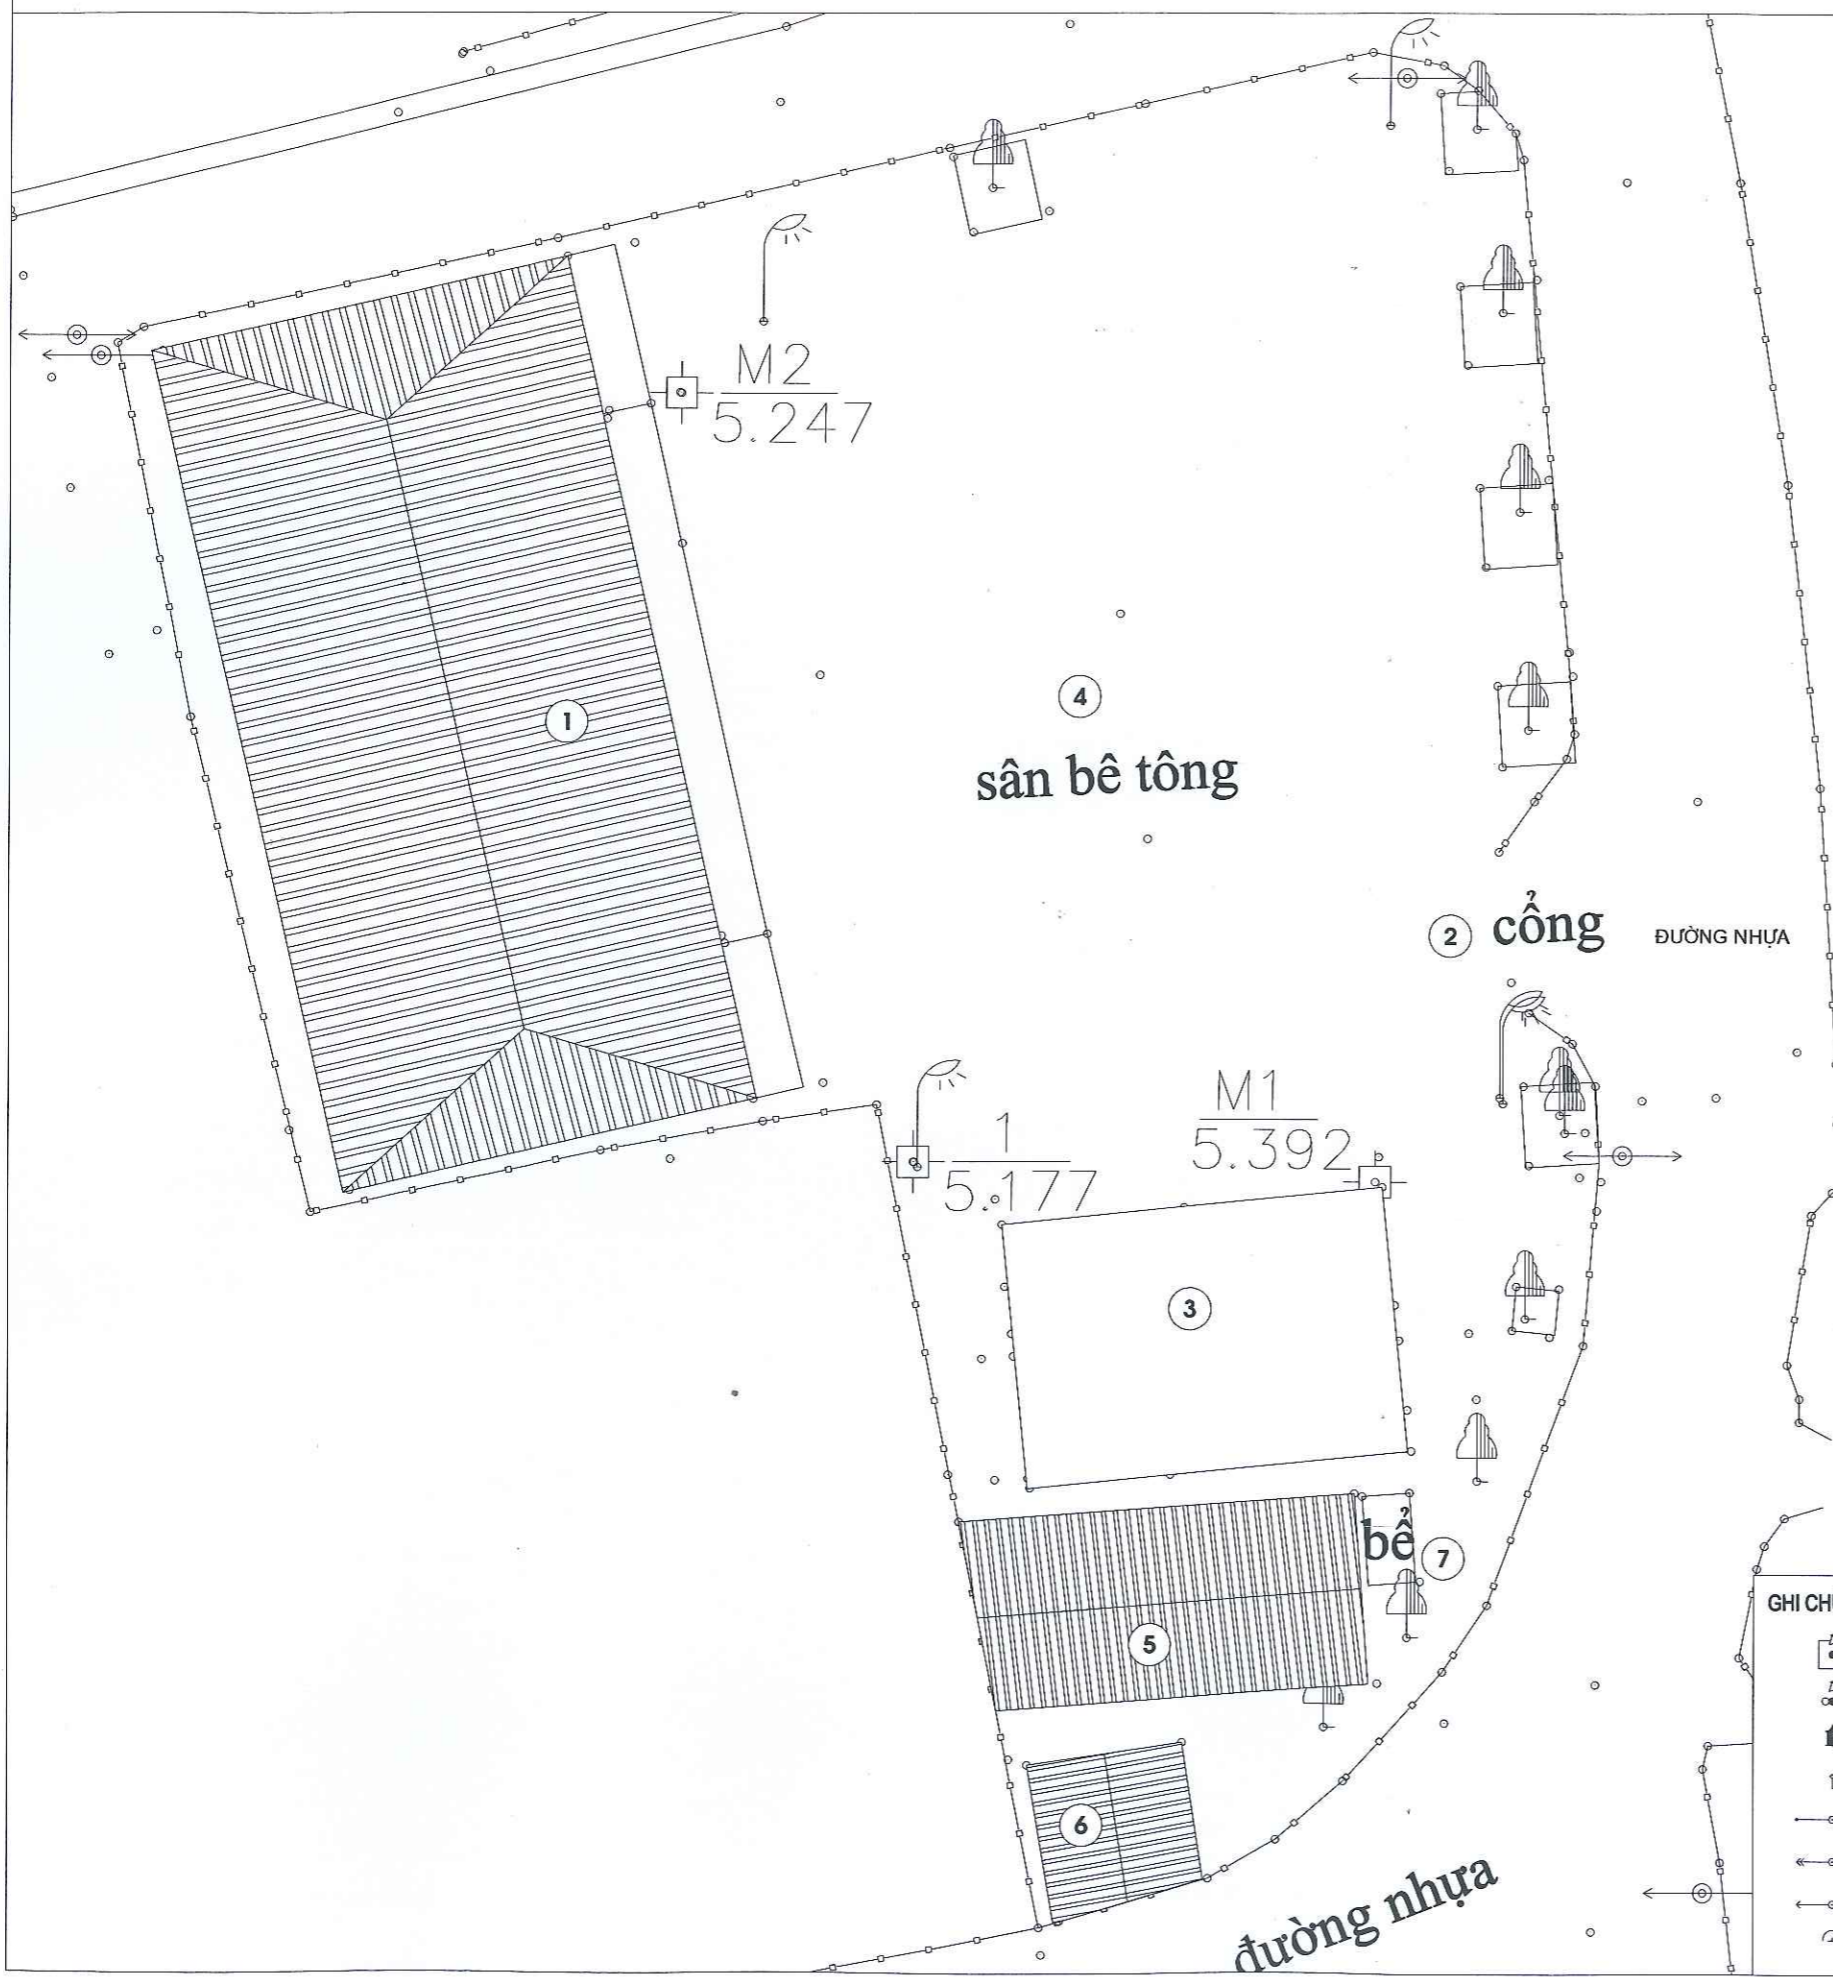 M2
5.247
1
4
sân bê tông
2 cổng ĐƯỜNG NHỰA
M1
5.392
1
5.177
3
bể 7
5
6
GHI CH
đường nhựa